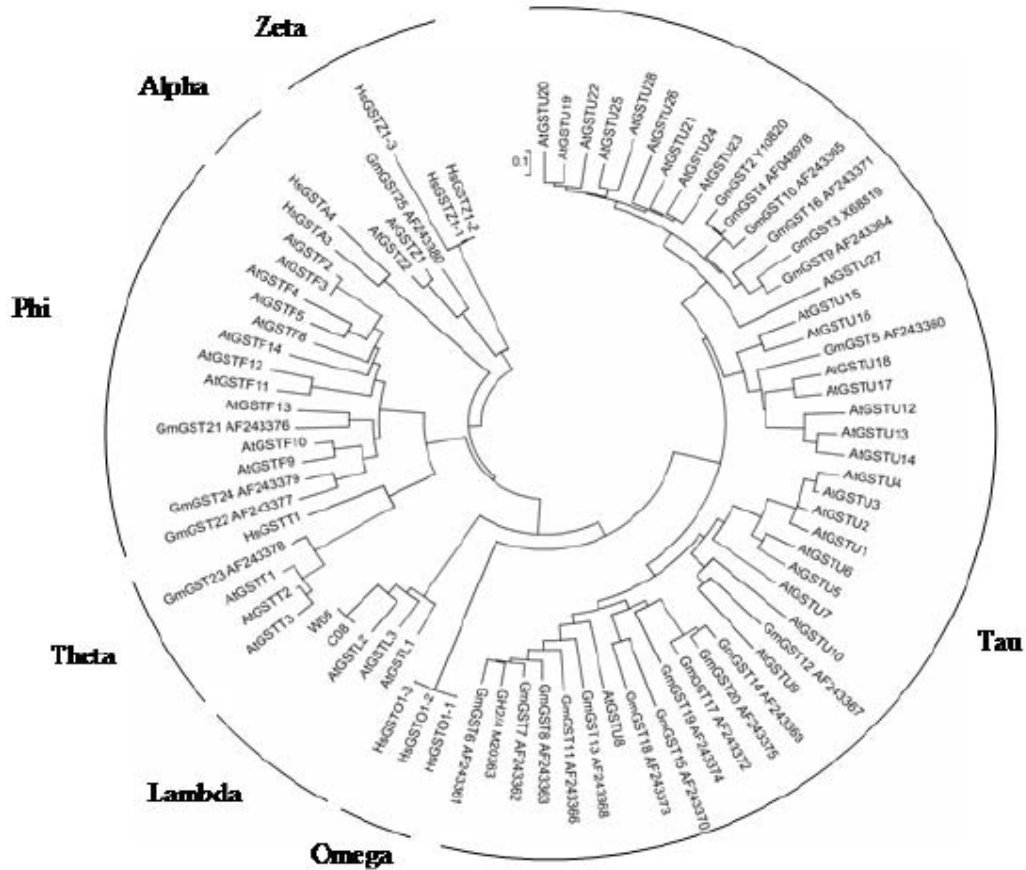 Zeta
Alpha
Phi
Theta
Lambda
Omega
Tau
0.1
AtGSTU20
AtGSTU19
AtGSTU22
AtGSTU25
AtGSTU28
AtGSTU26
AtGSTU21
AtGSTU24
AtGSTU23
GmGST2 Y10820
GmGST4 AF048978
GmGST10 AF243365
GmGST16 AF243371
GmGST3 X68819
GmGST9 AF243364
AtGSTU27
AtGSTU15
AtGSTU16
GmGST5 AF243360
AtGSTU18
AtGSTU17
AtGSTU12
AtGSTU13
AtGSTU14
AtGSTU4
AtGSTU3
AtGSTU2
AtGSTU1
AtGSTU6
AtGSTU5
AtGSTU7
AtGSTU10
GmGST12 AF243367
AtGSTU9
GmGST14 AF243369
GmGST20 AF243375
GmGST17 AF243372
GmGST19 AF243374
GmGST15 AF243370
GmGST18 AF243373
AtGSTU8
GmGST13 AF243368
GmGST11 AF243366
GmGST8 AF243363
GmGST7 AF243362
GH2/4 M20363
GmGST6 AF243361
HsGSTO1-1
HsGSTO1-2
HsGSTO1-3
AtGSTL1
AtGSTL3
AtGSTL2
C08
W05
AtGSTT3
AtGSTT2
AtGSTT1
GmGST23 AF243378
HsGSTT1
GmGST22 AF243377
GmGST24 AF243379
AtGSTF9
AtGSTF10
GmGST21 AF243376
AtGSTF13
AtGSTF11
AtGSTF12
AtGSTF14
AtGSTF6
AtGSTF5
AtGSTF4
AtGSTF3
AtGSTF2
HsGSTA3
HsGSTA4
AtGSTZ2
AtGSTZ1
GmGST25 AF243380
HsGSTZ1-3
HsGSTZ1-1
HsGSTZ1-2